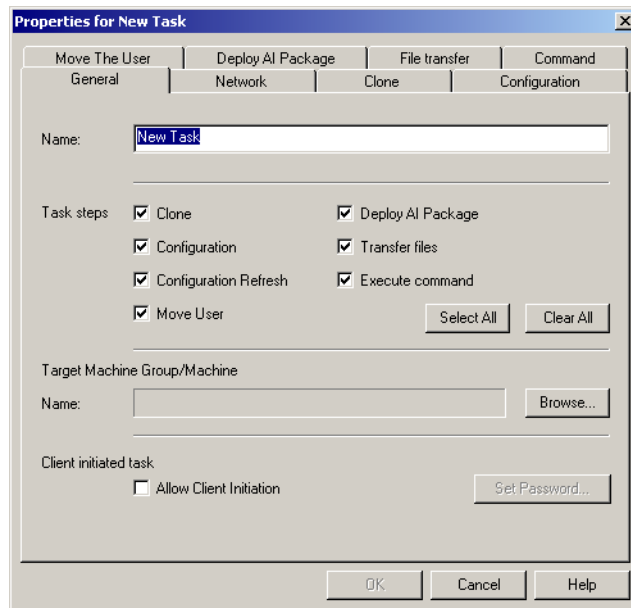 Properties for New Task
Move The User Deploy AI Package File transfer Command
General Network Clone Configuration
Name: New Task
Task steps Clone Deploy AI Package
Configuration Transfer files
Configuration Refresh Execute command
Move User Select All Clear All
Target Machine Group/Machine
Name: Browse...
Client initiated task
Allow Client Initiation Set Password...
OK Cancel Help